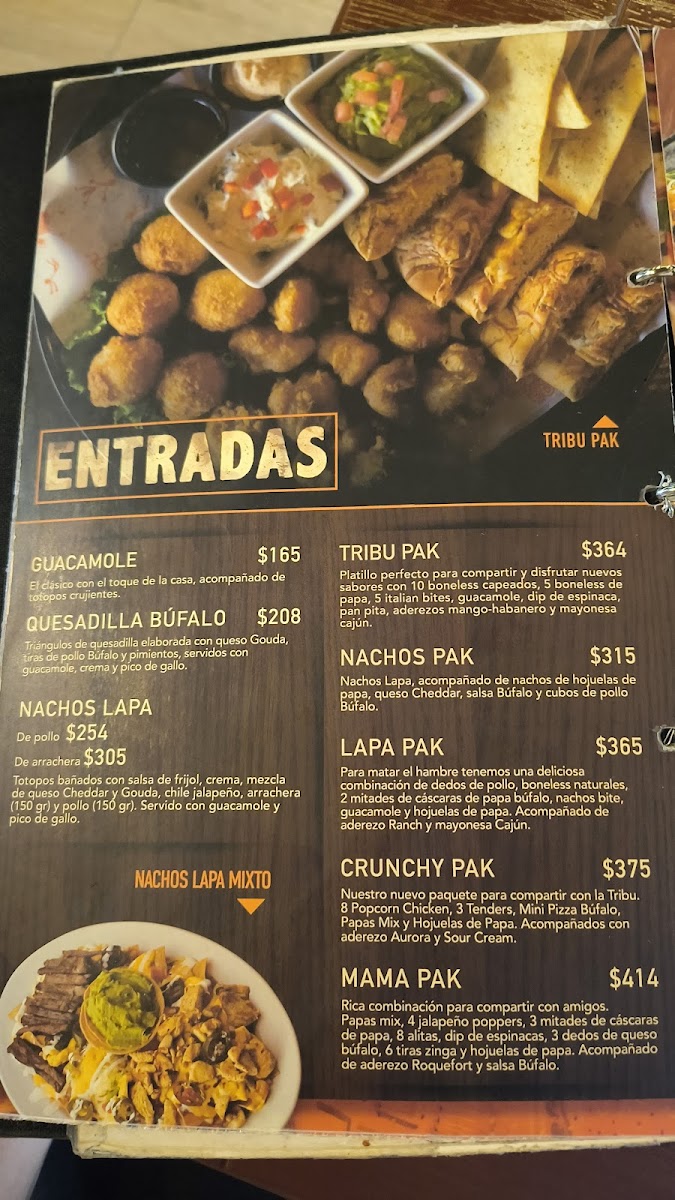 ENTRADAS
TRIBU PAK
GUACAMOLE $165
El clásico con el toque de la casa, acompañado de
totopos crujientes.
QUESADILLA BÚFALO $208
Triángulos de quesadilla elaborada con queso Gouda,
tiras de pollo Búfalo y pimientos, servidos con
guacamole, crema y pico de gallo.
NACHOS LAPA
De pollo $254
De arrachera $305
Totopos bañados con salsa de frijol, crema, mezcla
de queso Cheddar y Gouda, chile jalapeño, arrachera
(150 gr) y pollo (150 gr). Servido con guacamole y
pico de gallo.
NACHOS LAPA MIXTO
TRIBU PAK $364
Platillo perfecto para compartir y disfrutar nuevos
sabores con 10 boneless capeados, 5 boneless de
papa, 5 italian bites, guacamole, dip de espinaca,
pan pita, aderezos mango-habanero y mayonesa
cajún.
NACHOS PAK $315
Nachos Lapa, acompañado de nachos de hojuelas de
papa, queso Cheddar, salsa Búfalo y cubos de pollo
Búfalo.
LAPA PAK $365
Para matar el hambre tenemos una deliciosa
combinación de dedos de pollo, boneless naturales,
2 mitades de cáscaras de papa búfalo, nachos bite,
guacamole y hojuelas de papa. Acompañado de
aderezo Ranch y mayonesa Cajún.
CRUNCHY PAK $375
Nuestro nuevo paquete para compartir con la Tribu.
8 Popcorn Chicken, 3 Tenders, Mini Pizza Búfalo,
Papas Mix y Hojuelas de Papa. Acompañados con
aderezo Aurora y Sour Cream.
MAMA PAK $414
Rica combinación para compartir con amigos.
Papas mix, 4 jalapeño poppers, 3 mitades de cáscaras
de papa, 8 alitas, dip de espinacas, 3 dedos de queso
búfalo, 6 tiras zinga y hojuelas de papa. Acompañado
de aderezo Roquefort y salsa Búfalo.